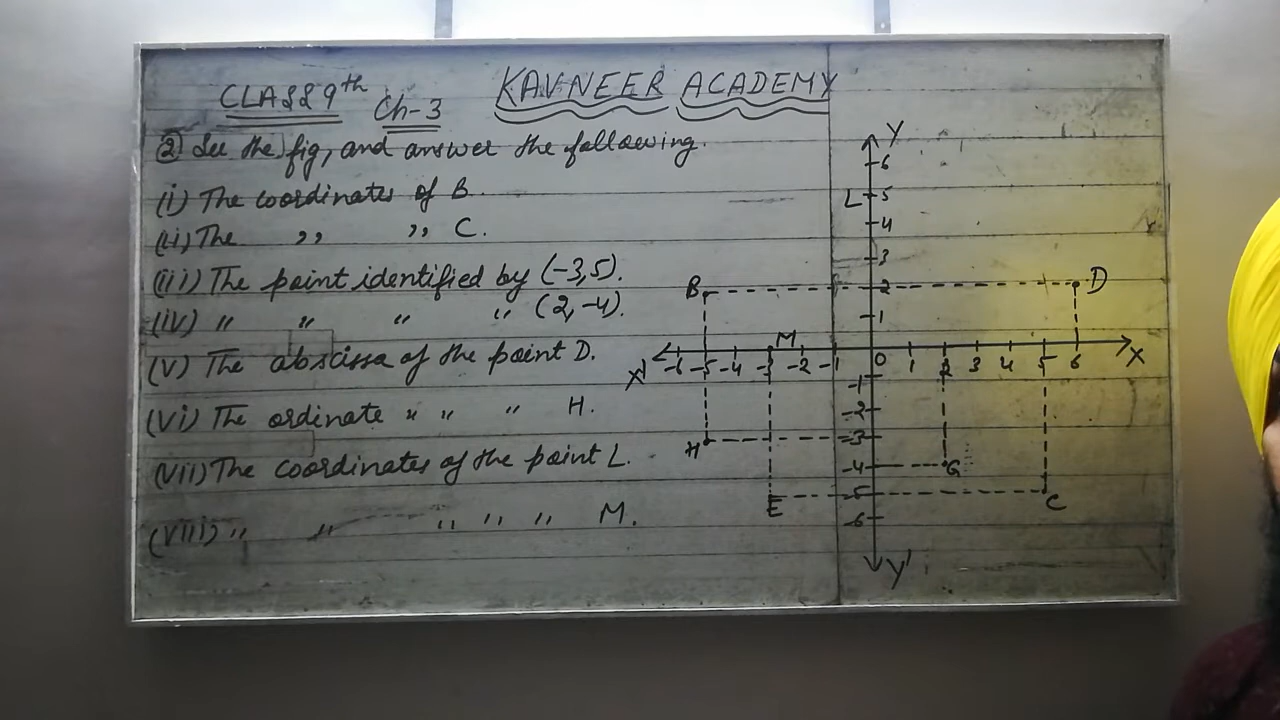 CLASS 9th Ch-3 KAVNEER ACADEMY
② See the fig, and answer the following.
(i) The coordinates of B.
(ii) The ,, ,, C.
(iii) The point identified by (-3,5).
(iv) " " " " (2,-4).
(v) The abscissa of the point D.
(vi) The ordinate " " " H.
(vii) The coordinates of the point L.
(viii) " " " " " M.
Y
6
L 5
4
3
B 2 D
1
M
X' -6 -5 -4 -3 -2 -1 0 1 2 3 4 5 6 X
-1
-2
H -3
-4 G
E -5 C
-6
Y'